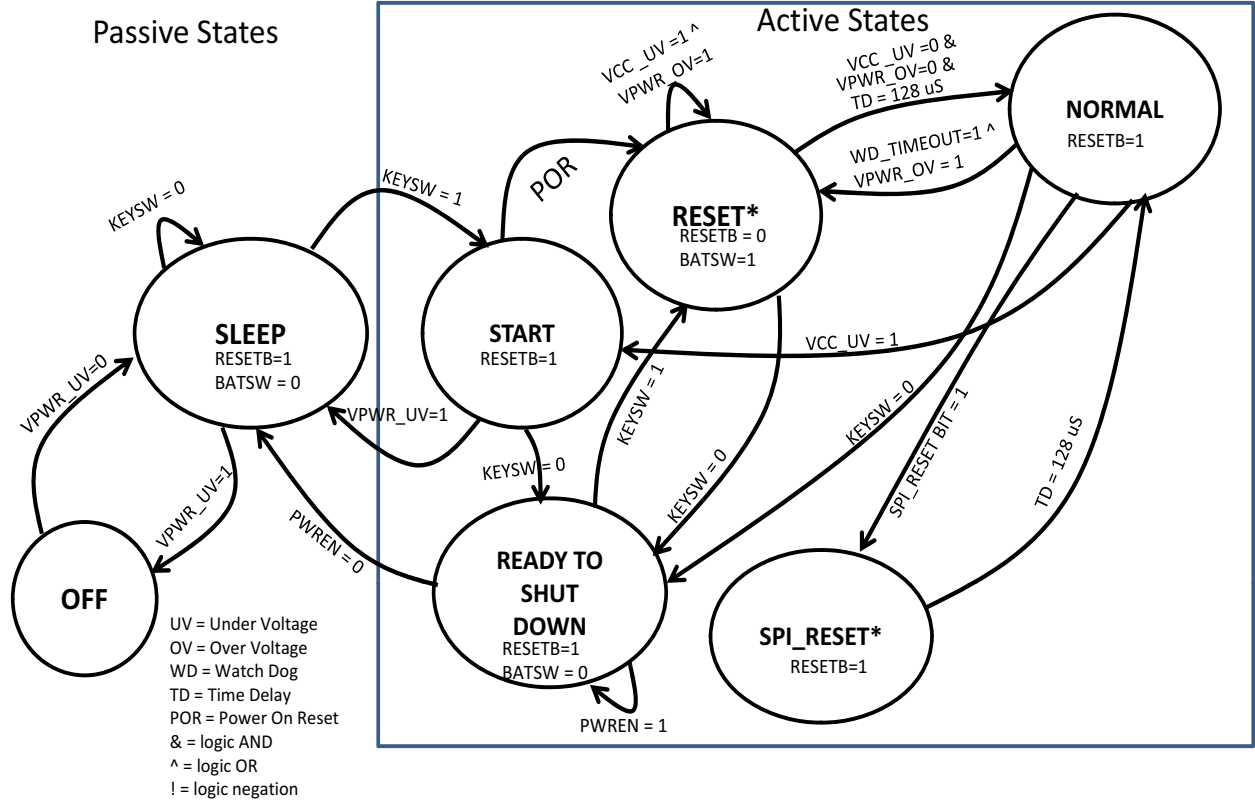 Passive States
Active States
VCC _UV =1 ^
VPWR_OV=1
VCC _UV =0 &
VPWR_OV=0 &
TD = 128 uS
NORMAL
RESETB=1
WD_TIMEOUT=1 ^
VPWR_OV = 1
POR
KEYSW = 0
KEYSW = 1
RESET*
RESETB = 0
BATSW=1
SLEEP
RESETB=1
BATSW = 0
START
RESETB=1
VCC_UV = 1
VPWR_UV=0
VPWR_UV=1
KEYSW = 1
KEYSW = 0
SPI_RESET BIT = 1
KEYSW = 0
KEYSW = 0
VPWR_UV=1
PWREN = 0
TD = 128 uS
OFF
READY TO
SHUT
DOWN
RESETB=1
BATSW = 0
SPI_RESET*
RESETB=1
PWREN = 1
UV = Under Voltage
OV = Over Voltage
WD = Watch Dog
TD = Time Delay
POR = Power On Reset
& = logic AND
^ = logic OR
! = logic negation